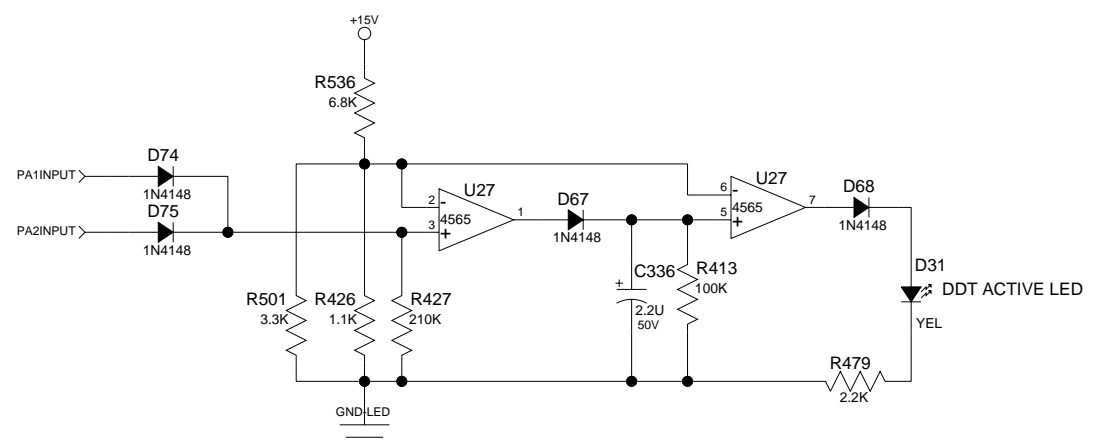 +15V
R536
6.8K
D74
PA1INPUT
1N4148
D75
PA2INPUT
1N4148
U27
2
-
4565
3
+
1
D67
1N4148
U27
6
-
4565
5
+
7
D68
1N4148
R501
3.3K
R426
1.1K
R427
210K
C336
+
2.2U
50V
R413
100K
D31
DDT ACTIVE LED
YEL
R479
2.2K
GND-LED